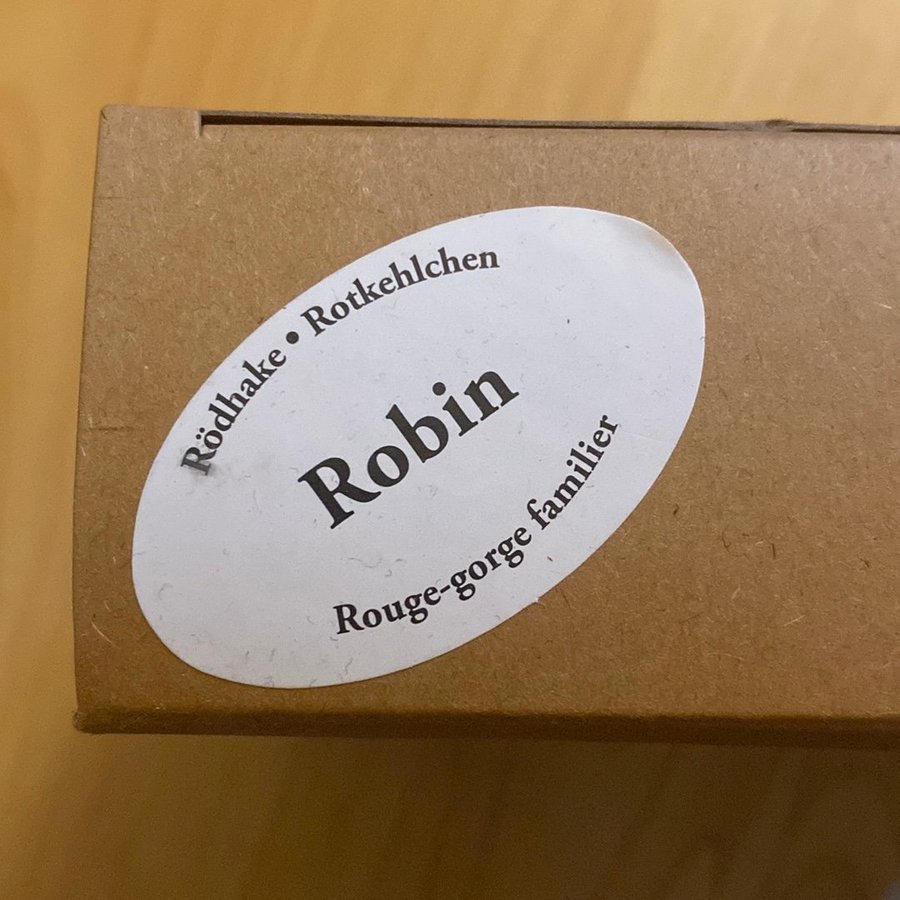 Rödhake • Rotkehlchen
Robin
Rouge-gorge familier